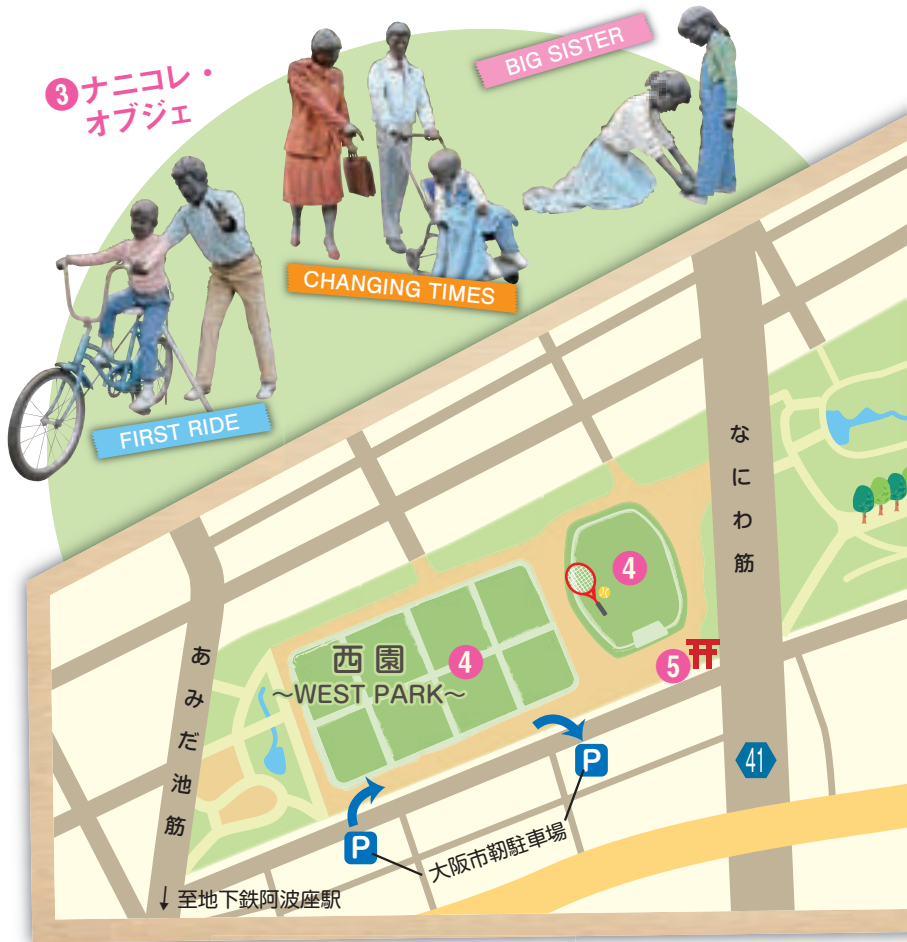 3 ナニコレ・
オブジェ
BIG SISTER
CHANGING TIMES
FIRST RIDE
なにわ筋
4
西園
4
～WEST PARK～
5
あみだ池筋
P
41
P
大阪市靭駐車場
↓至地下鉄阿波座駅